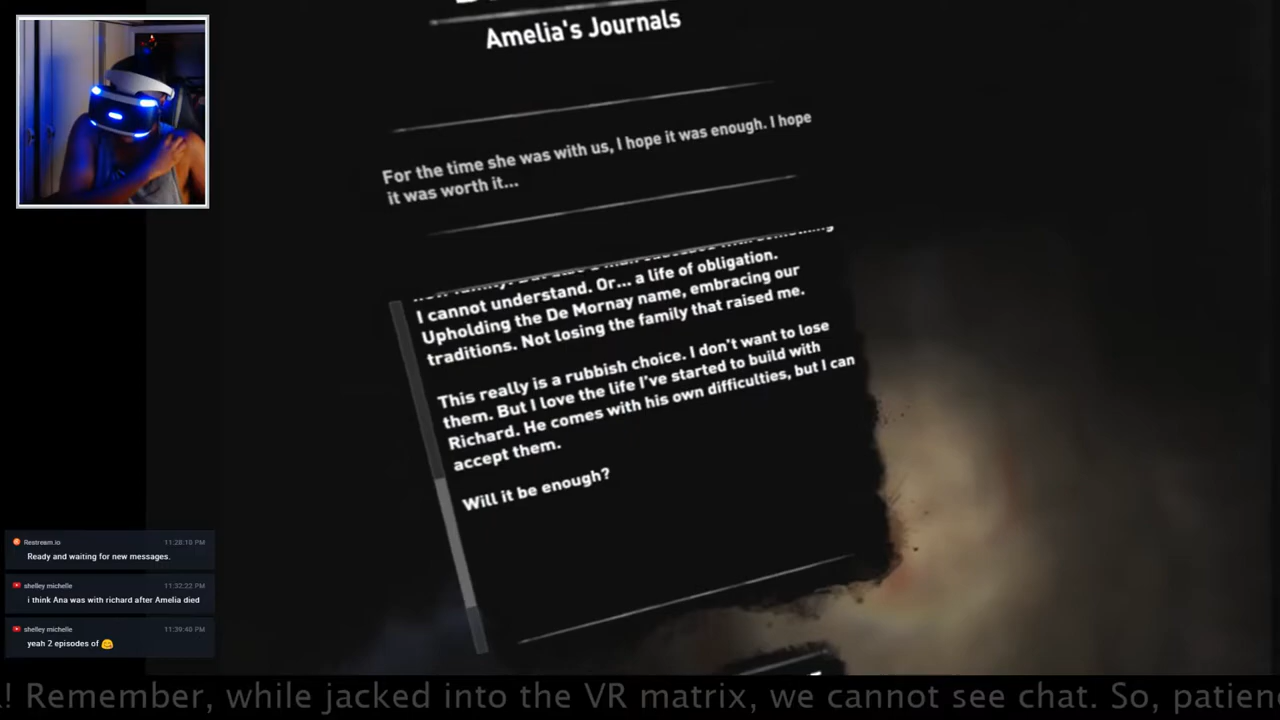 Amelia's Journals
For the time she was with us, I hope it was enough. I hope
it was worth it...
I cannot understand. Or... a life of obligation.
Upholding the De Mornay name, embracing our
traditions. Not losing the family that raised me.
This really is a rubbish choice. I don't want to lose
them. But I love the life I've started to build with
Richard. He comes with his own difficulties, but I can
accept them.
Will it be enough?
Restream.io 11:28:10 PM
Ready and waiting for new messages.
shelley michelle 11:32:22 PM
i think Ana was with richard after Amelia died
shelley michelle 11:39:40 PM
yeah 2 episodes of 🤗
! Remember, while jacked into the VR matrix, we cannot see chat. So, patien